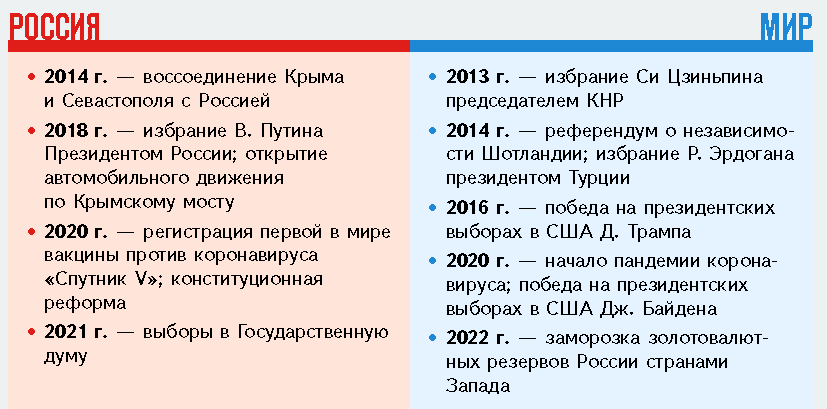 РОССИЯ
МИР
• 2014 г. — воссоединение Крыма
и Севастополя с Россией
• 2018 г. — избрание В. Путина
Президентом России; открытие
автомобильного движения
по Крымскому мосту
• 2020 г. — регистрация первой в мире
вакцины против коронавируса
«Спутник V»; конституционная
реформа
• 2021 г. — выборы в Государственную
думу
• 2013 г. — избрание Си Цзиньпина
председателем КНР
• 2014 г. — референдум о независимо-
сти Шотландии; избрание Р. Эрдогана
президентом Турции
• 2016 г. — победа на президентских
выборах в США Д. Трампа
• 2020 г. — начало пандемии корона-
вируса; победа на президентских
выборах в США Дж. Байдена
• 2022 г. — заморозка золотовалют-
ных резервов России странами
Запада